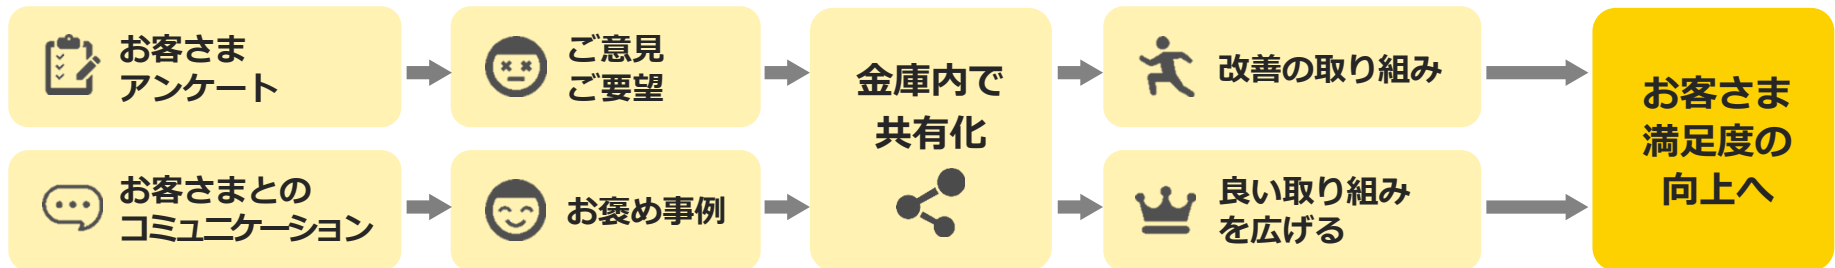 お客さま
アンケート
ご意見
ご要望
金庫内で
共有化
改善の取り組み
お客さま
満足度の
向上へ
お客さまとの
コミュニケーション
お褒め事例
良い取り組み
を広げる